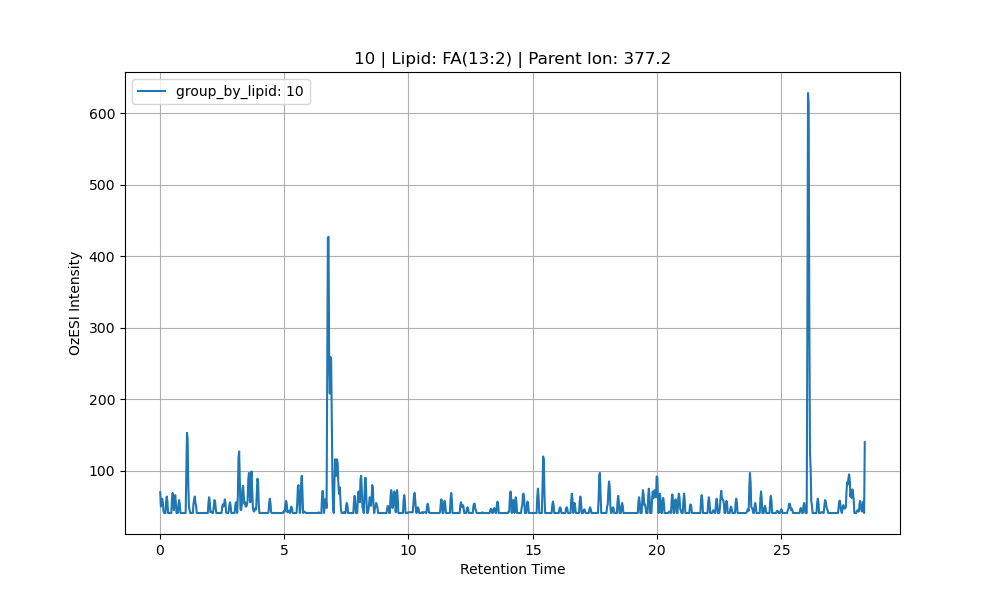 10 | Lipid: FA(13:2) | Parent Ion: 377.2
group_by_lipid: 10
600
500
400
300
200
100
OzESI Intensity
0 5 10 15 20 25
Retention Time